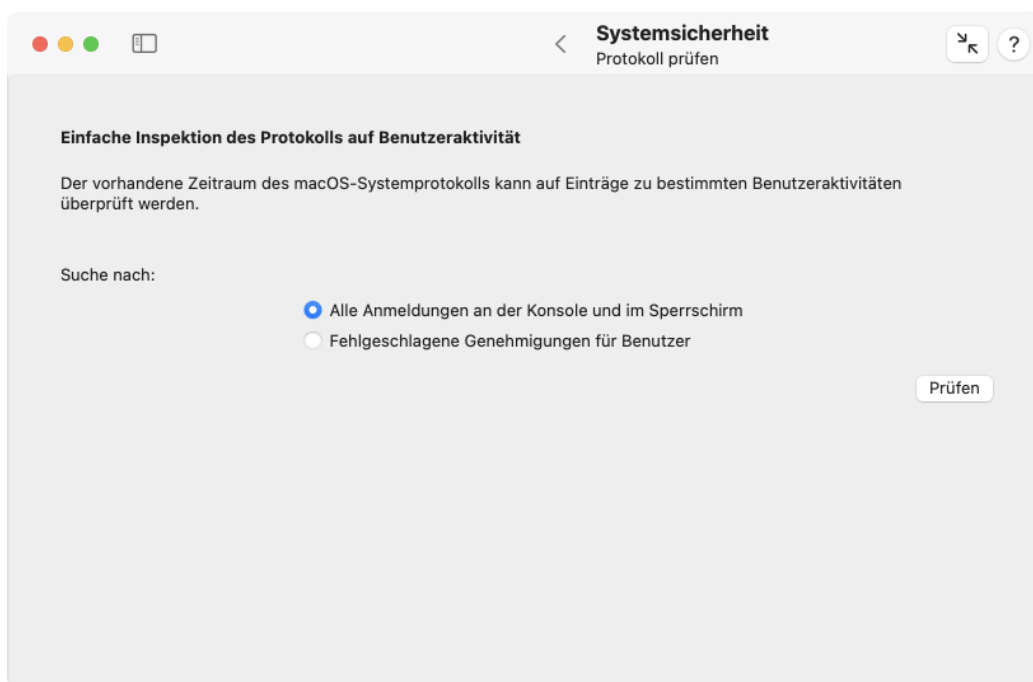 Systemsicherheit
Protokoll prüfen
?
Einfache Inspektion des Protokolls auf Benutzeraktivität
Der vorhandene Zeitraum des macOS-Systemprotokolls kann auf Einträge zu bestimmten Benutzeraktivitäten
überprüft werden.
Suche nach:
Alle Anmeldungen an der Konsole und im Sperrschirm
Fehlgeschlagene Genehmigungen für Benutzer
Prüfen